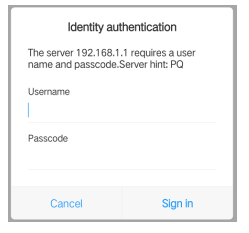 Identity authentication
The server 192.168.1.1 requires a user
name and passcode.Server hint: PQ
Username
Passcode
Cancel
Sign in